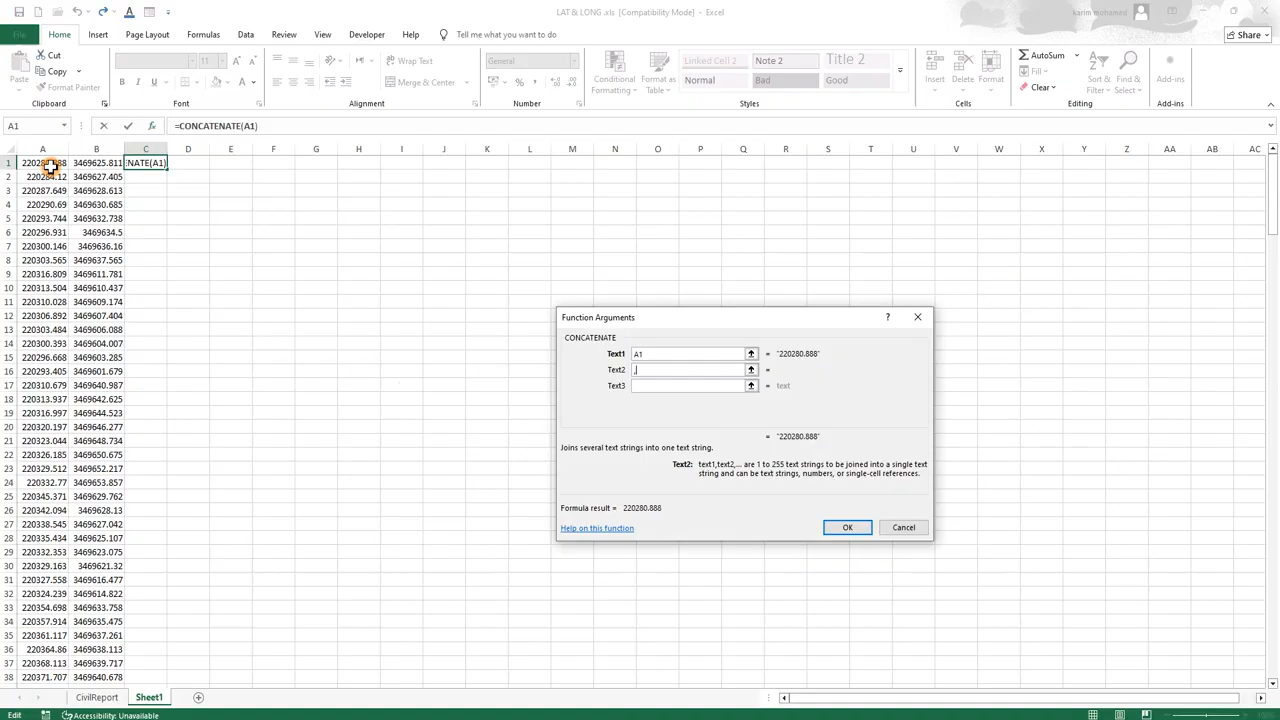 LAT & LONG .xls [Compatibility Mode] - Excel
karim mohamed
File Home Insert Page Layout Formulas Data Review View Developer Help Tell me what you want to do Share
Cut
Copy
Format Painter
Paste
11
Wrap Text
Merge & Center
General
Conditional Formatting
Format as Table
Linked Cell 2 Note 2 Title 2
Normal Bad Good
Insert Delete Format
AutoSum
Fill
Clear
Sort & Filter
Find & Select
Add-ins
Clipboard Font Alignment Number Styles Cells Editing Add-ins
A1 =CONCATENATE(A1)
A B C D E F G H I J K L M N O P Q R S T U V W X Y Z AA AB AC
1 3469625.811 ENATE(A1)
2 220284.12 3469627.405
3 220287.649 3469628.613
4 220290.69 3469630.685
5 220293.744 3469632.738
6 220296.931 3469634.5
7 220300.146 3469636.16
8 220303.565 3469637.565
9 220316.809 3469611.781
10 220313.504 3469610.437
11 220310.028 3469609.174
12 220306.892 3469607.404
13 220303.484 3469606.088
14 220300.393 3469604.007
15 220296.668 3469603.285
16 220293.405 3469601.679
17 220310.679 3469640.987
18 220313.937 3469642.625
19 220316.997 3469644.523
20 220320.197 3469646.277
21 220323.044 3469648.734
22 220326.185 3469650.675
23 220329.512 3469652.217
24 220332.77 3469653.857
25 220345.371 3469629.762
26 220342.094 3469628.13
27 220338.545 3469627.042
28 220335.434 3469625.107
29 220332.353 3469623.075
30 220329.163 3469621.32
31 220327.558 3469616.477
32 220324.239 3469614.822
33 220354.698 3469633.758
34 220357.914 3469635.475
35 220361.117 3469637.261
36 220364.86 3469638.113
37 220368.113 3469639.717
38 220371.707 3469640.678
Function Arguments
CONCATENATE
Text1 A1 = "220280.888"
Text2 , =
Text3 = text
= "220280.888"
Joins several text strings into one text string.
Text2: text1,text2,... are 1 to 255 text strings to be joined into a single text
string and can be text strings, numbers, or single-cell references.
Formula result = 220280.888
Help on this function OK Cancel
CivilReport Sheet1
Edit Accessibility: Unavailable